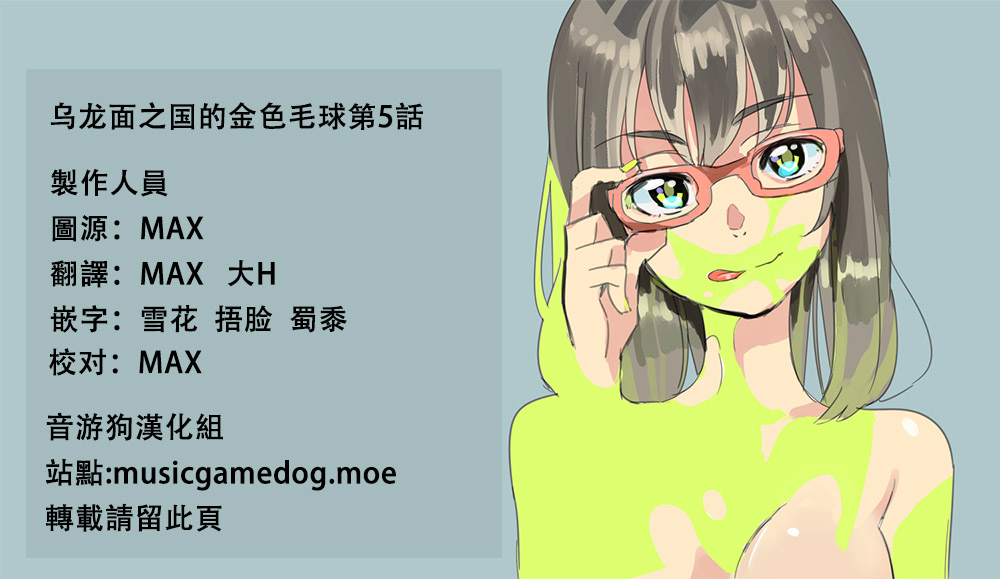 乌龙面之国的金色毛球第5話
製作人員
圖源：MAX
翻譯：MAX 大H
嵌字：雪花 捂脸 蜀黍
校对：MAX
音游狗漢化組
站點:musicgamedog.moe
轉載請留此頁